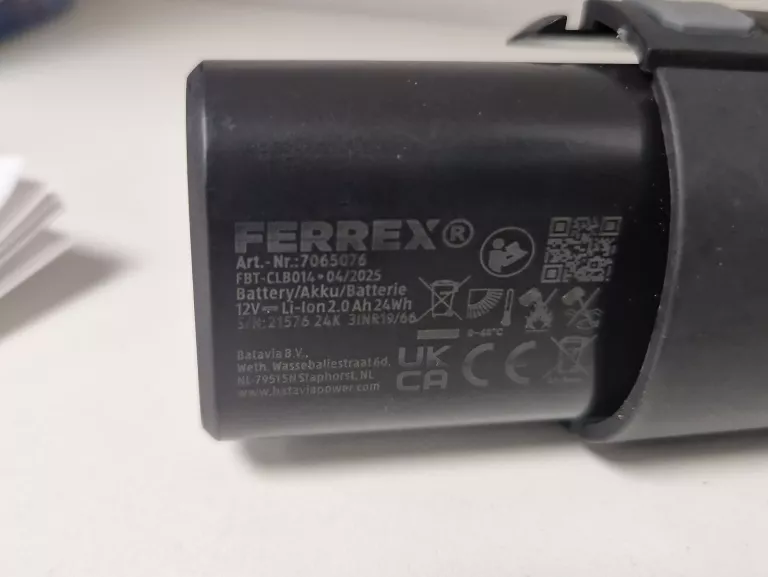 FERREX®
Art.-Nr.:7065076
FBT-CLB014 • 04/2025
Battery/Akku/Batterie
12V⎓ Li-Ion 2.0 Ah 24Wh
S/N:21576 24K 3INR19/66
0-40°C
Batavia B.V.,
Weth. Wassebaliestraat 6d,
NL-7951SN Staphorst, NL
www.bataviapower.com
UK
CA
CE